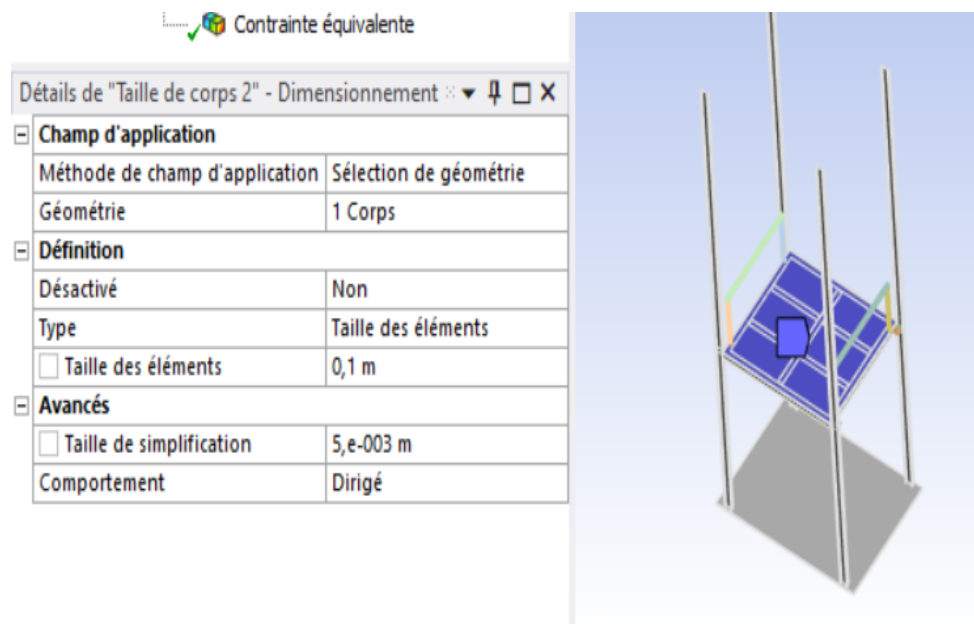 Contrainte équivalente
Détails de "Taille de corps 2" - Dimensionnement
Champ d'application
Méthode de champ d'application Sélection de géométrie
Géométrie 1 Corps
Définition
Désactivé Non
Type Taille des éléments
Taille des éléments 0,1 m
Avancés
Taille de simplification 5,e-003 m
Comportement Dirigé